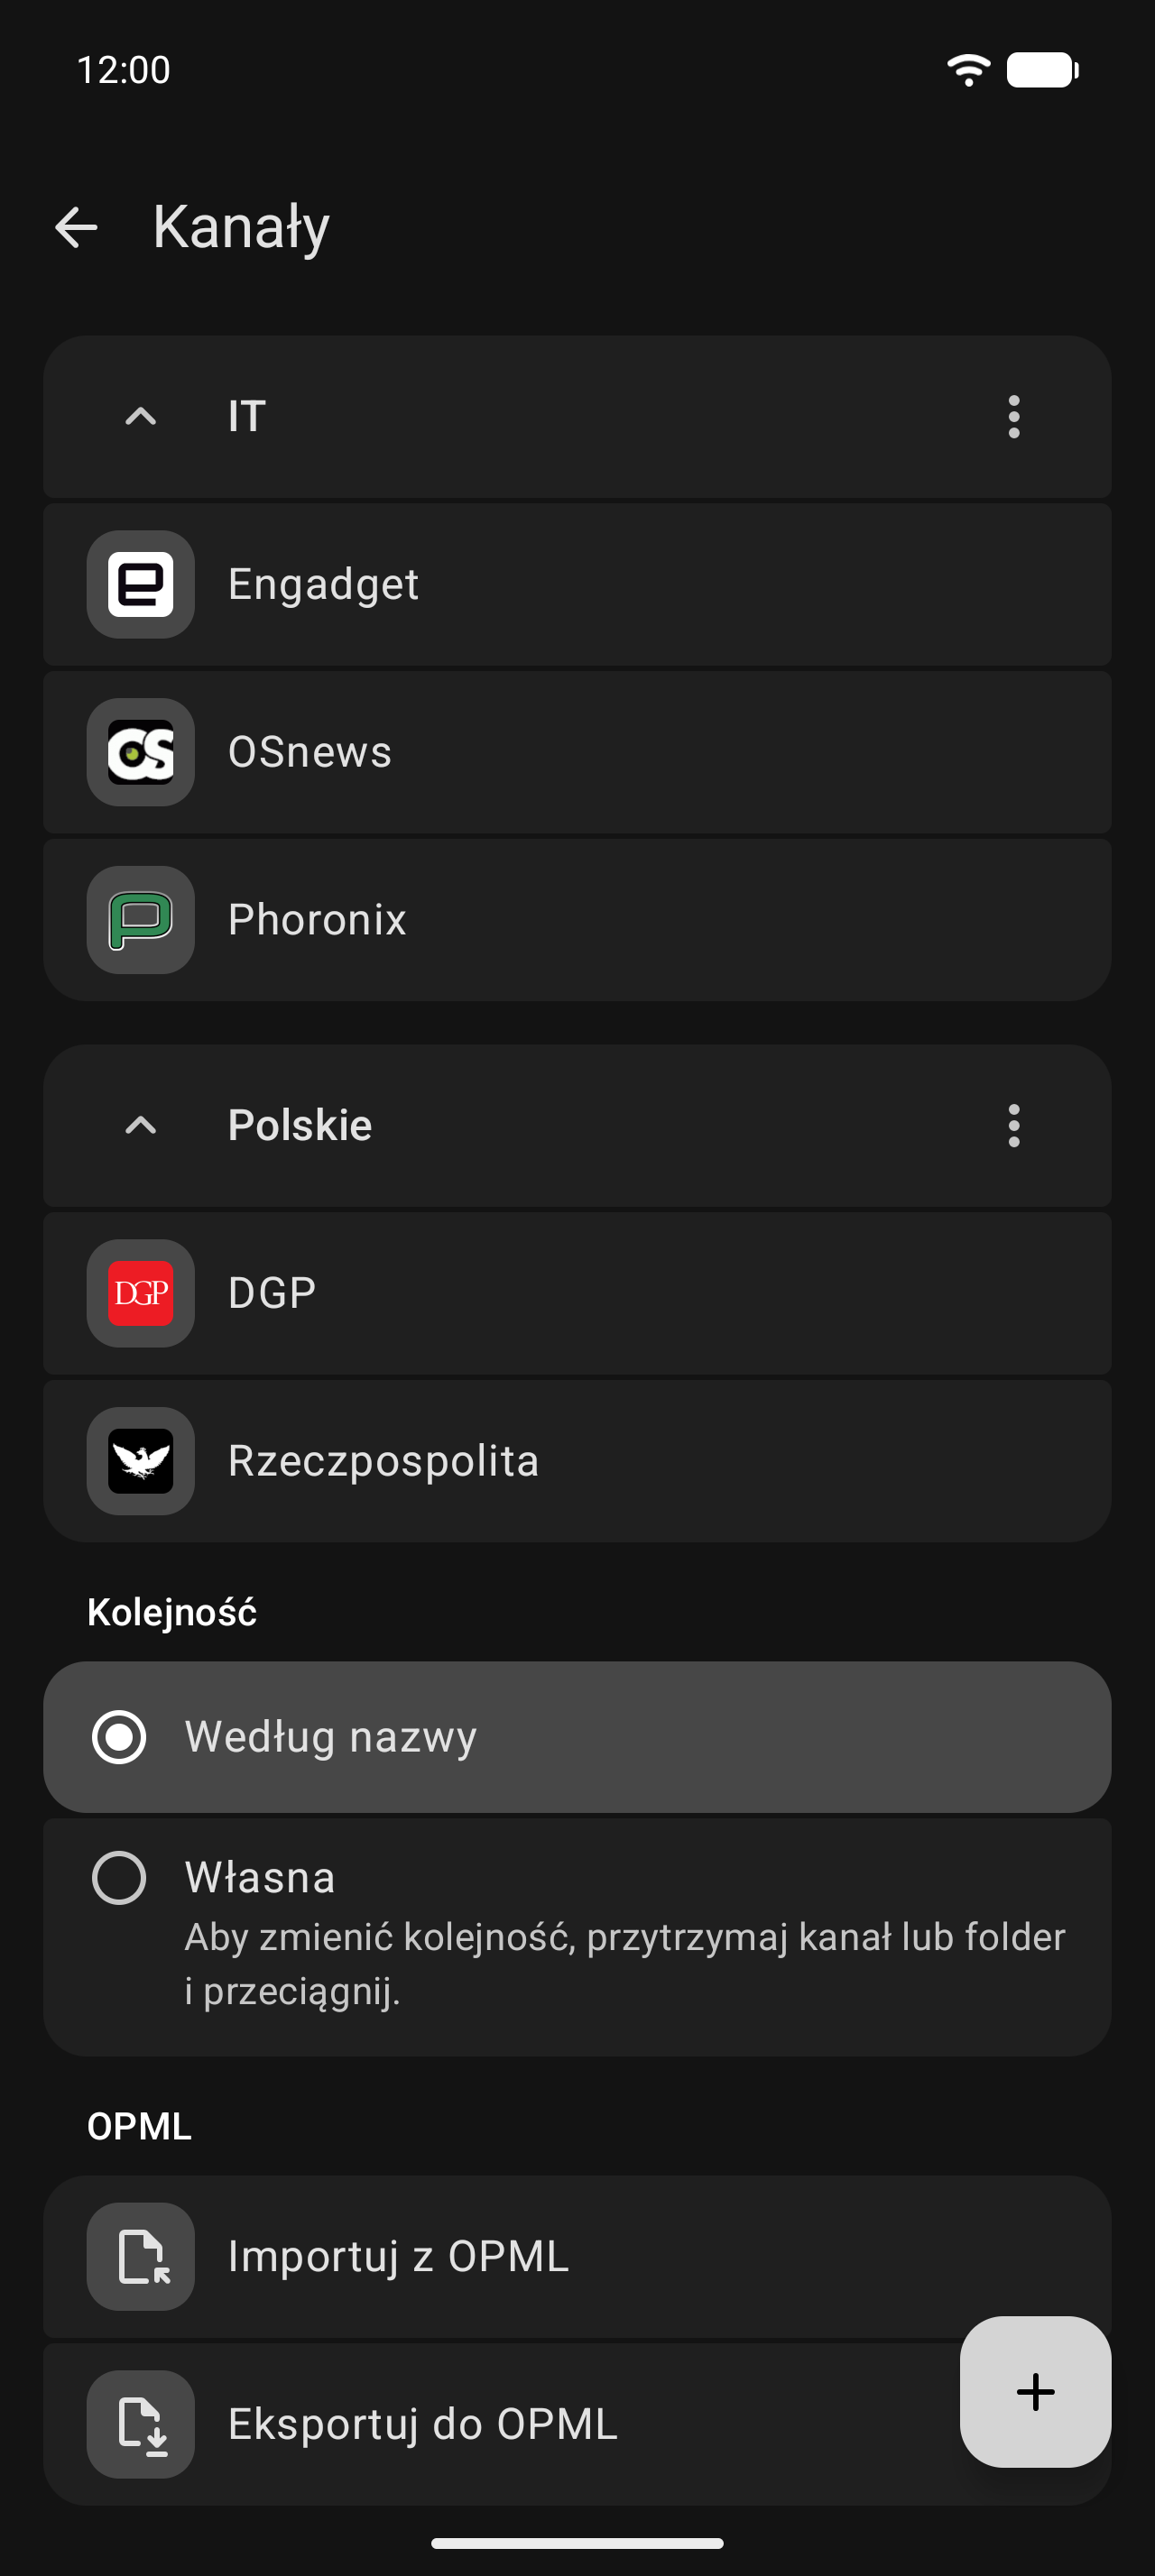 12:00
Kanały
IT
Engadget
OSnews
Phoronix
Polskie
DGP
DGP
Rzeczpospolita
Kolejność
Według nazwy
Własna
Aby zmienić kolejność, przytrzymaj kanał lub folder
i przeciągnij.
OPML
Importuj z OPML
Eksportuj do OPML